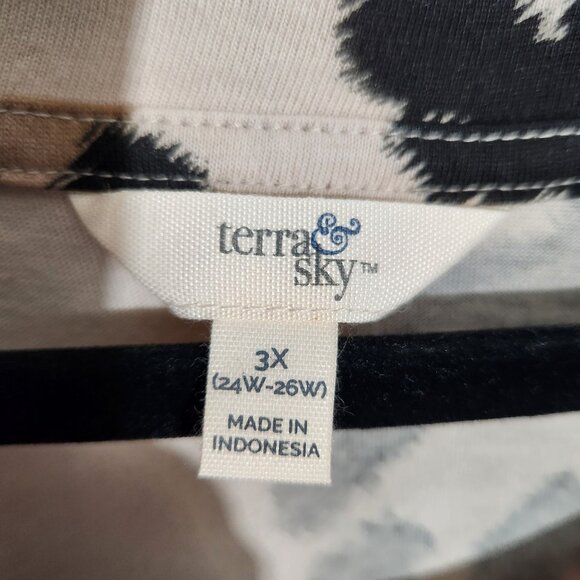 terra &
sky™
3X
(24W-26W)
MADE IN
INDONESIA